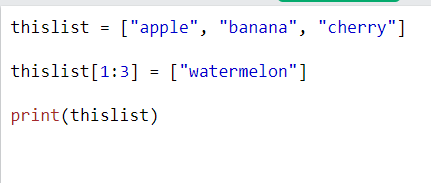 thislist = ["apple", "banana", "cherry"]
thislist[1:3] = ["watermelon"]
print(thislist)